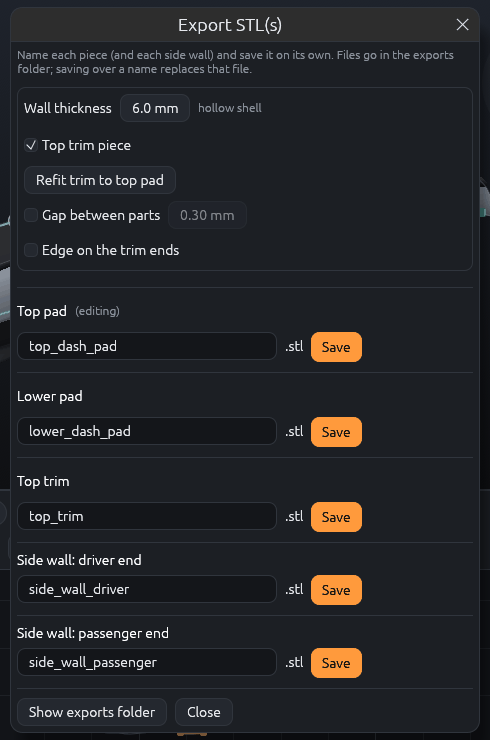 Export STL(s)
Name each piece (and each side wall) and save it on its own. Files go in the exports
folder; saving over a name replaces that file.
Wall thickness 6.0 mm hollow shell
Top trim piece
Refit trim to top pad
Gap between parts 0.30 mm
Edge on the trim ends
Top pad (editing)
top_dash_pad .stl Save
Lower pad
lower_dash_pad .stl Save
Top trim
top_trim .stl Save
Side wall: driver end
side_wall_driver .stl Save
Side wall: passenger end
side_wall_passenger .stl Save
Show exports folder Close